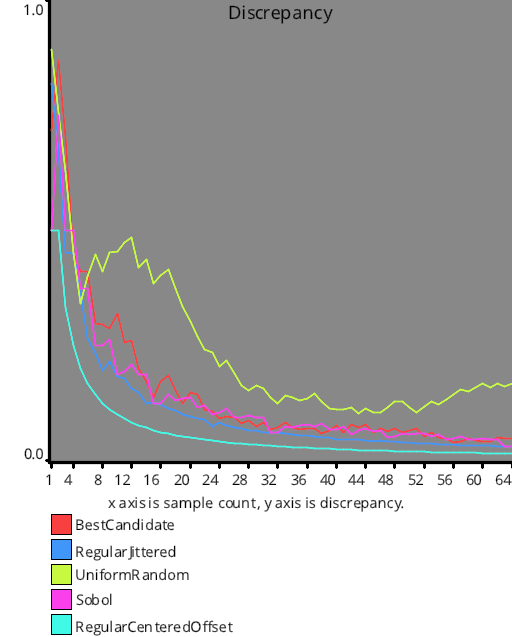 Discrepancy
1.0
0.0
1 4 8 12 16 20 24 28 32 36 40 44 48 52 56 60 64
x axis is sample count, y axis is discrepancy.
BestCandidate
RegularJittered
UniformRandom
Sobol
RegularCenteredOffset